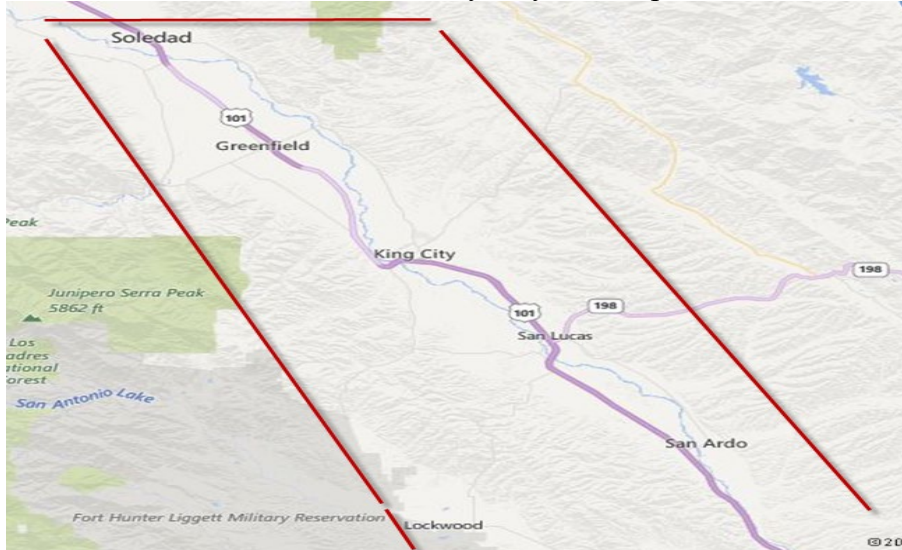 Soledad
101
Greenfield
Peak
King City
198
Junipero Serra Peak
5862 ft
198
101
San Lucas
Los
adres
ational
orest
San Antonio Lake
San Ardo
Fort Hunter Liggett Military Reservation
Lockwood
© 20